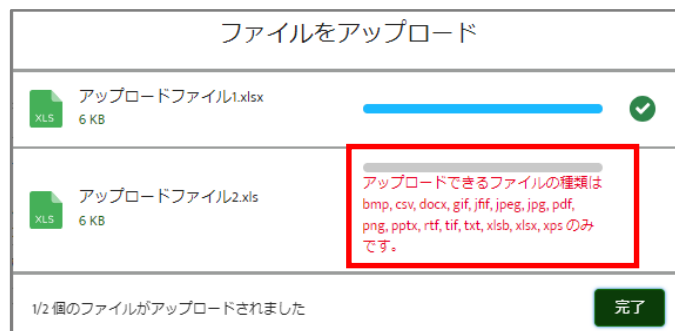 ファイルをアップロード
アップロードファイル1.xlsx
XLS
6 KB
アップロードファイル2.xls
XLS
6 KB
アップロードできるファイルの種類は
bmp, csv, docx, gif, jfif, jpeg, jpg, pdf,
png, pptx, rtf, tif, txt, xlsb, xlsx, xps のみ
です。
1/2 個のファイルがアップロードされました
完了